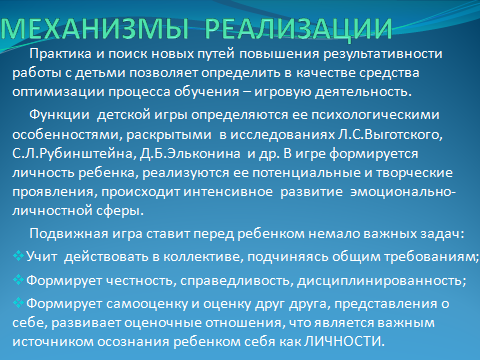 МЕХАНИЗМЫ РЕАЛИЗАЦИИ
Практика и поиск новых путей повышения результативности
работы с детьми позволяет определить в качестве средства
оптимизации процесса обучения – игровую деятельность.
Функции детской игры определяются ее психологическими
особенностями, раскрытыми в исследованиях Л.С.Выготского,
С.Л.Рубинштейна, Д.Б.Эльконина и др. В игре формируется
личность ребенка, реализуются ее потенциальные и творческие
проявления, происходит интенсивное развитие эмоционально-
личностной сферы.
Подвижная игра ставит перед ребенком немало важных задач:
Учит действовать в коллективе, подчиняясь общим требованиям;
Формирует честность, справедливость, дисциплинированность;
Формирует самооценку и оценку друг друга, представления о
себе, развивает оценочные отношения, что является важным
источником осознания ребенком себя как ЛИЧНОСТИ.